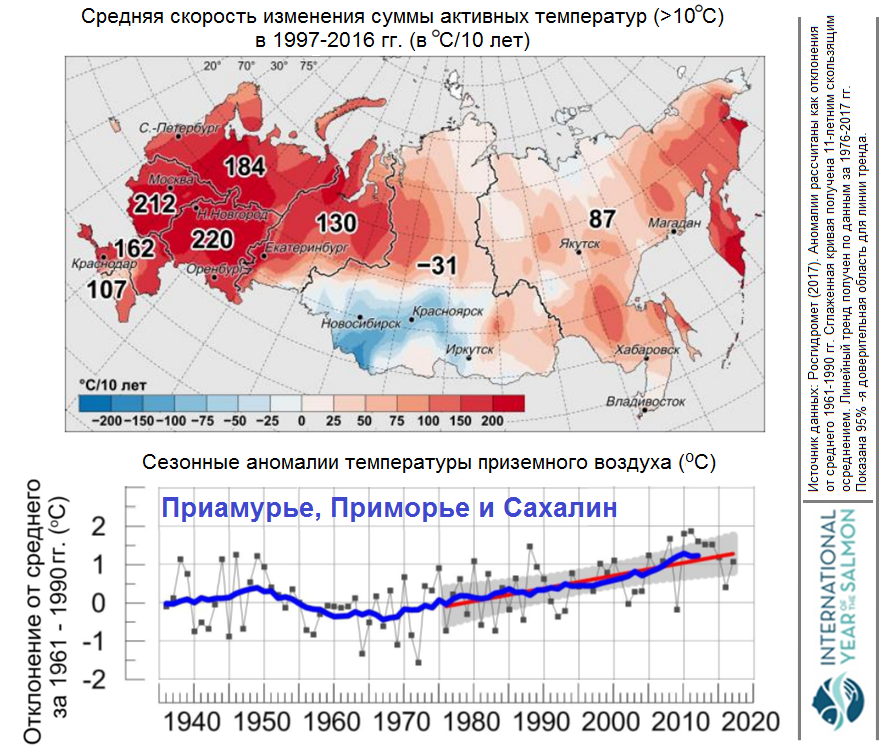 Средняя скорость изменения суммы активных температур (>10°C)
в 1997-2016 гг. (в °C/10 лет)
20° 70° 30° 75°
С.-Петербург
184
Москва
212
Н.Новгород
220
130
87
Магадан
162
Екатеринбург
Якутск
Краснодар
Оренбург
−31
107
Красноярск
Новосибирск
Иркутск
Хабаровск
°С/10 лет
Владивосток
−200 −150 −100 −75 −50 −25 0 25 50 75 100 150 200
Сезонные аномалии температуры приземного воздуха (°C)
Отклонение от среднего
за 1961 - 1990 гг. (°C)
Приамурье, Приморье и Сахалин
2
1
0
-1
-2
1940 1950 1960 1970 1980 1990 2000 2010 2020
Источник данных: Росгидромет (2017). Аномалии рассчитаны как отклонения
от среднего 1961-1990 гг. Сглаженная кривая получена 11-летним скользящим
осреднением. Линейный тренд получен по данным за 1976-2017 гг.
Показана 95% -я доверительная область для линии тренда.
INTERNATIONAL
YEAR OF THE SALMON